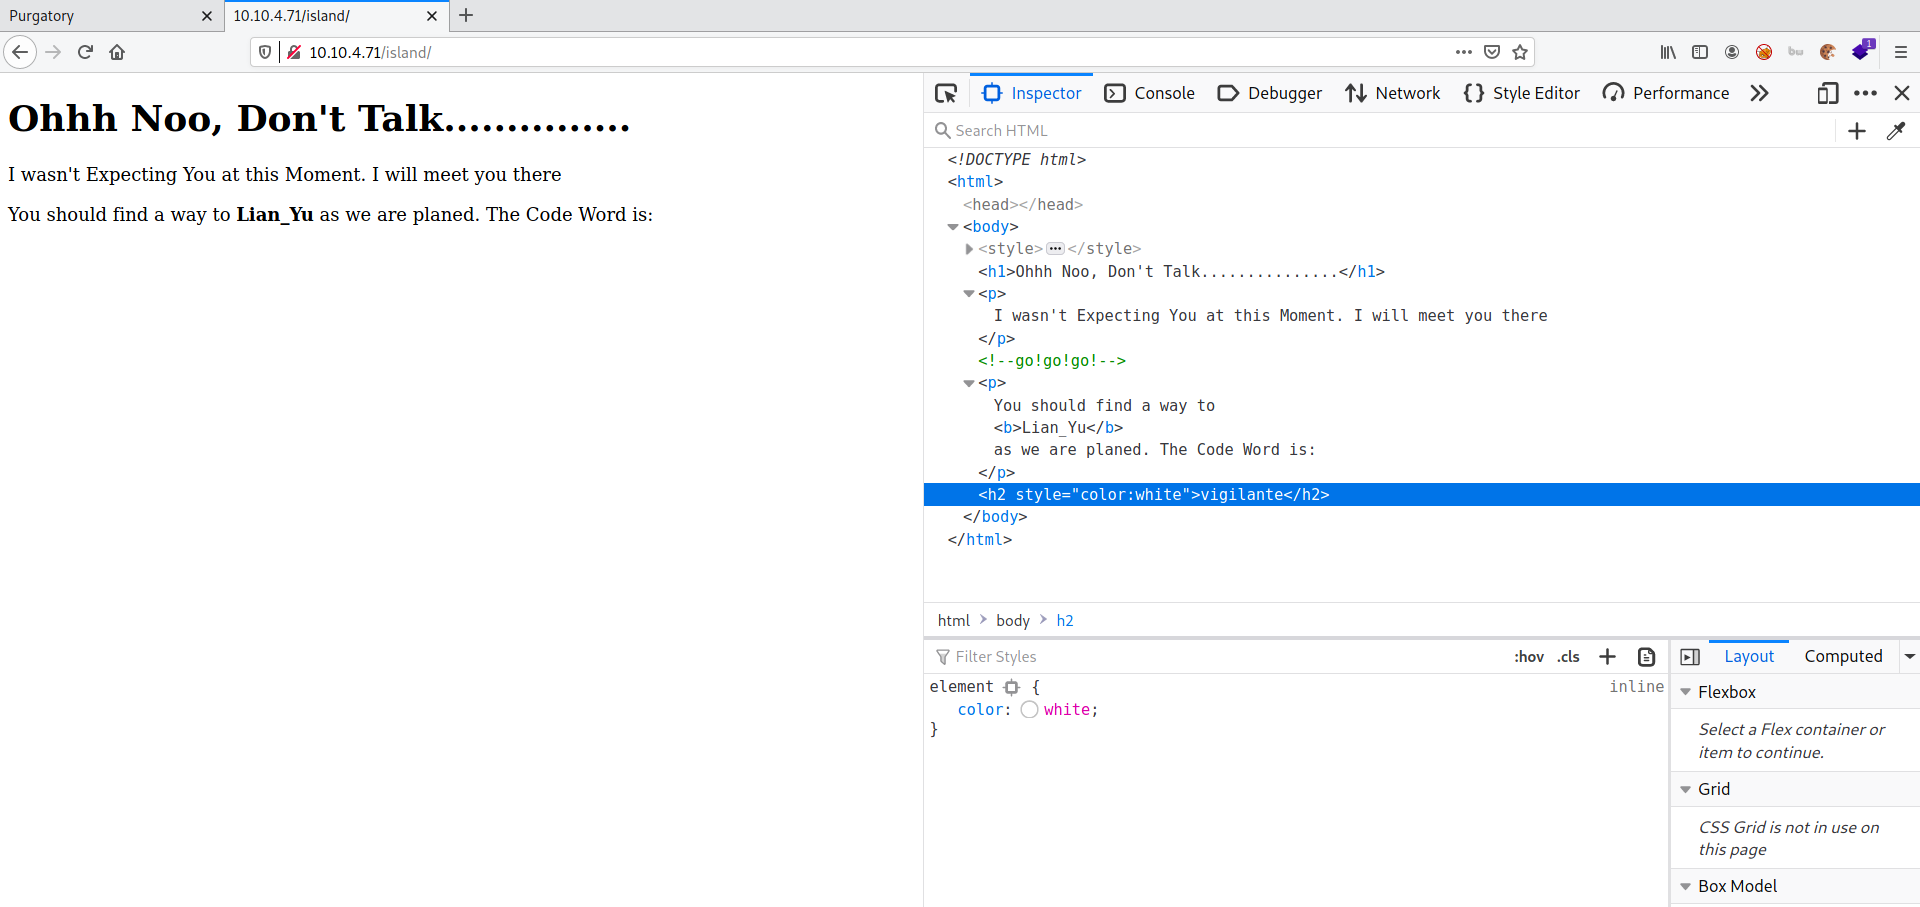 Purgatory
10.10.4.71/island/
10.10.4.71/island/
1
Ohhh Noo, Don't Talk...............
I wasn't Expecting You at this Moment. I will meet you there
You should find a way to Lian_Yu as we are planed. The Code Word is:
Inspector Console Debugger Network {} Style Editor Performance
Search HTML
<!DOCTYPE html>
<html>
<head></head>
<body>
<style>•••</style>
<h1>Ohhh Noo, Don't Talk...............</h1>
<p>
I wasn't Expecting You at this Moment. I will meet you there
</p>
<!--go!go!go!-->
<p>
You should find a way to
<b>Lian_Yu</b>
as we are planed. The Code Word is:
</p>
<h2 style="color:white">vigilante</h2>
</body>
</html>
html > body > h2
Filter Styles :hov .cls +
element { inline
color: white;
}
Layout Computed
Flexbox
Select a Flex container or
item to continue.
Grid
CSS Grid is not in use on
this page
Box Model